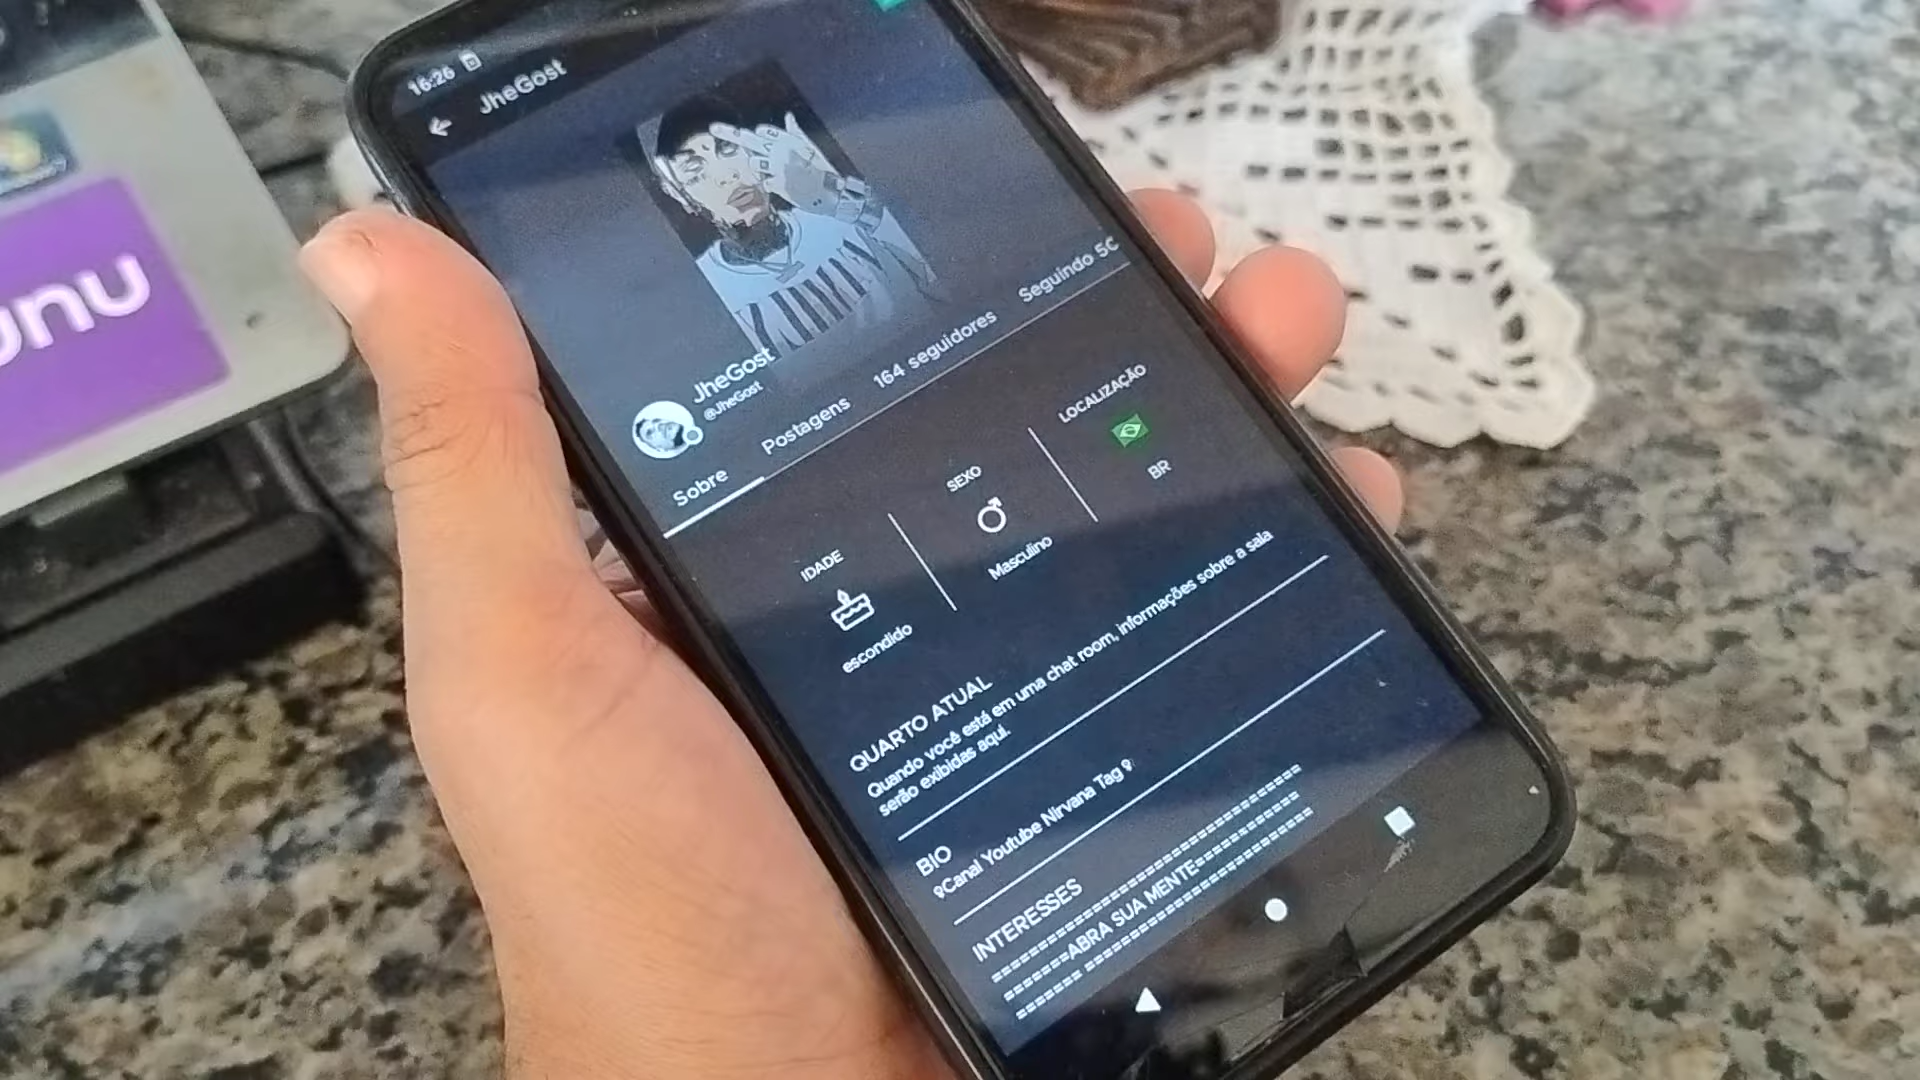 16:26
JheGost
JheGost
@JheGost
Sobre
Postagens
164 seguidores
Seguindo
IDADE
escondido
SEXO
Masculino
LOCALIZAÇÃO
BR
QUARTO ATUAL
Quando você está em uma chat room, informações sobre a sala
serão exibidas aqui.
BIO
Canal Youtube Nirvana Tag
INTERESSES
ABRA SUA MENTE